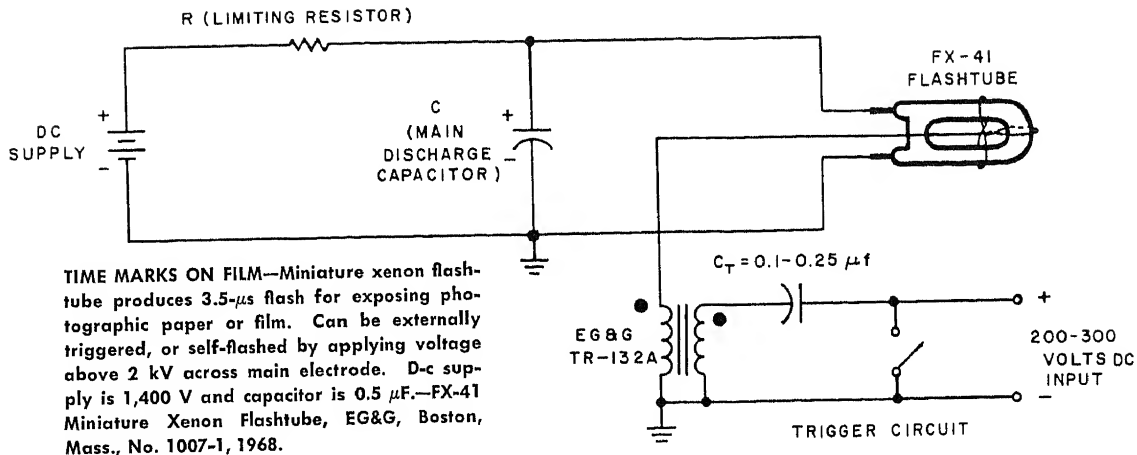 R (LIMITING RESISTOR)
FX-41
FLASHTUBE
+
DC
SUPPLY
-
C
(MAIN
DISCHARGE
CAPACITOR)
+
-
TIME MARKS ON FILM—Miniature xenon flash-
tube produces 3.5-μs flash for exposing pho-
tographic paper or film. Can be externally
triggered, or self-flashed by applying voltage
above 2 kV across main electrode. D-c sup-
ply is 1,400 V and capacitor is 0.5 μF.—FX-41
Miniature Xenon Flashtube, EG&G, Boston,
Mass., No. 1007-1, 1968.
C_T = 0.1-0.25 μf
EG&G
TR-132A
+
200-300
VOLTS DC
INPUT
-
TRIGGER CIRCUIT